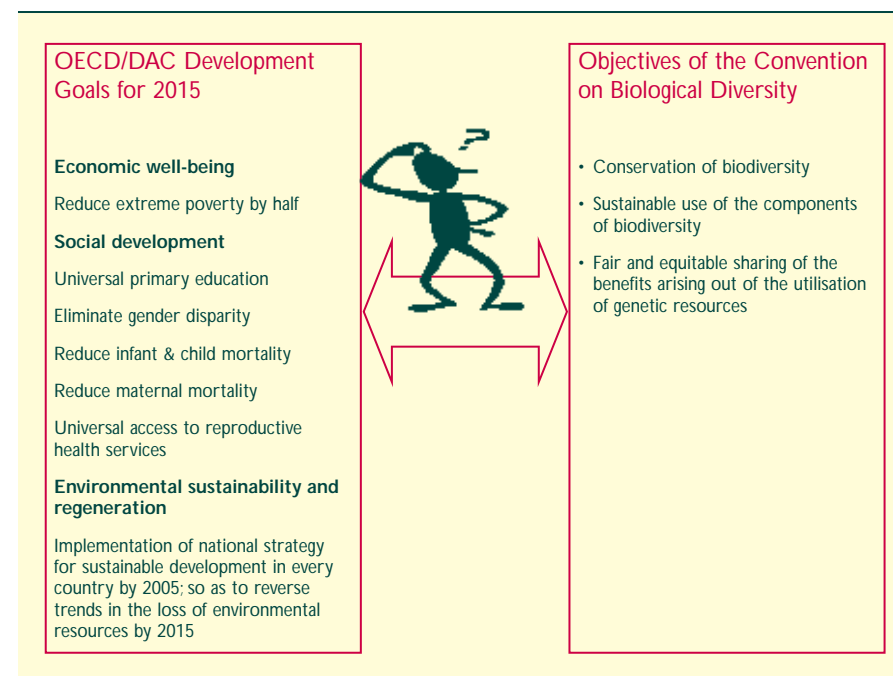 OECD/DAC Development
Goals for 2015
Economic well-being
Reduce extreme poverty by half
Social development
Universal primary education
Eliminate gender disparity
Reduce infant & child mortality
Reduce maternal mortality
Universal access to reproductive
health services
Environmental sustainability and
regeneration
Implementation of national strategy
for sustainable development in every
country by 2005; so as to reverse
trends in the loss of environmental
resources by 2015
?
Objectives of the Convention
on Biological Diversity
• Conservation of biodiversity
• Sustainable use of the components
of biodiversity
• Fair and equitable sharing of the
benefits arising out of the utilisation
of genetic resources